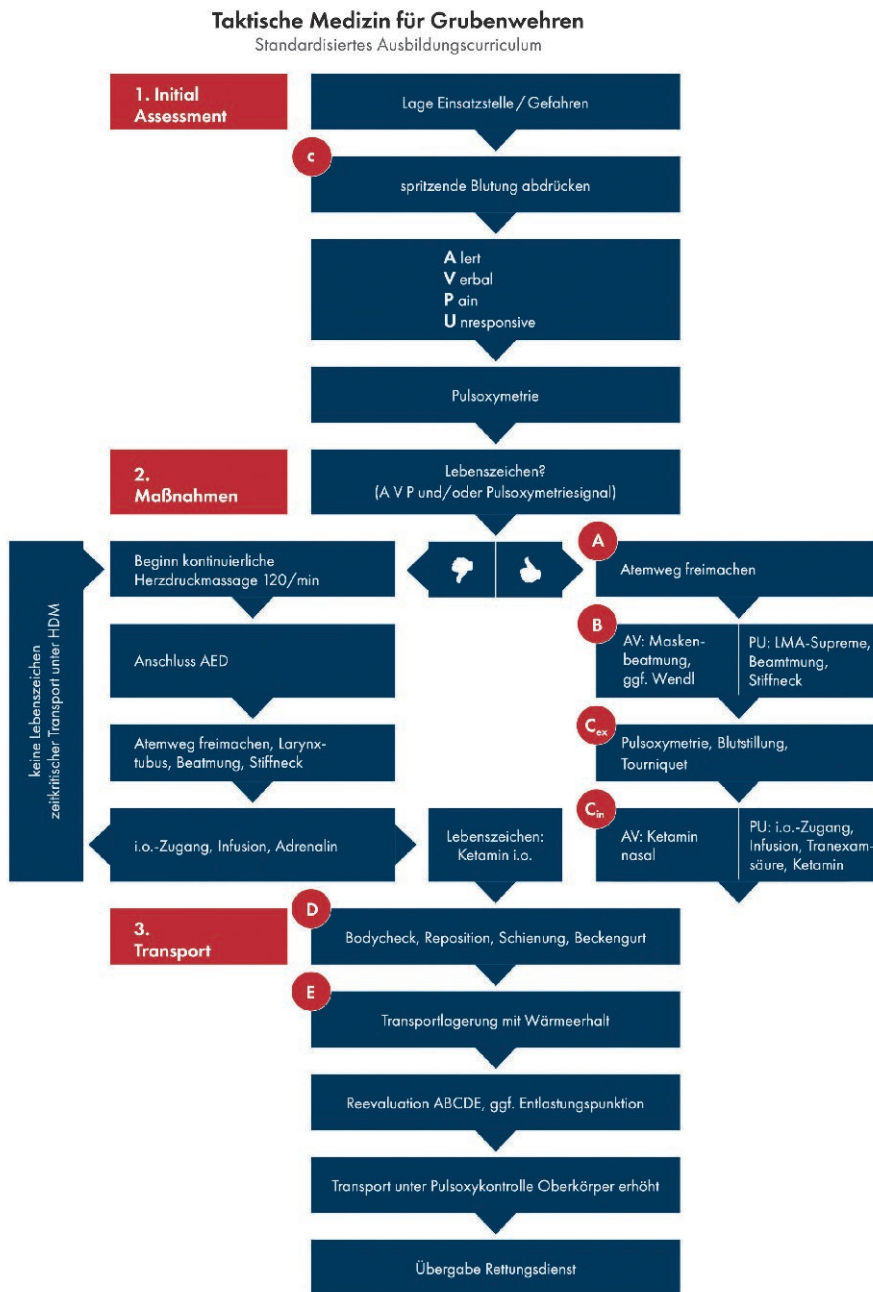 Taktische Medizin für Grubenwehren
Standardisiertes Ausbildungscurriculum
1. Initial
Assessment
Lage Einsatzstelle / Gefahren
c
spritzende Blutung abdrücken
A lert
V erbal
P ain
U nresponsive
Pulsoxymetrie
2.
Maßnahmen
Lebenszeichen?
(A V P und/oder Pulsoxymetriesignal)
keine Lebenszeichen
zeitkritischer Transport unter HDM
Beginn kontinuierliche
Herzdruckmassage 120/min
Anschluss AED
Atemweg freimachen, Larynx-
tubus, Beatmung, Stiffneck
i.o.-Zugang, Infusion, Adrenalin
Lebenszeichen:
Ketamin i.o.
A
Atemweg freimachen
B
AV: Masken-
beatmung,
ggf. Wendl
PU: LMA-Supreme,
Beamtmung,
Stiffneck
Cex
Pulsoxymetrie, Blutstillung,
Tourniquet
Cin
AV: Ketamin
nasal
PU: i.o.-Zugang,
Infusion, Tranexam-
säure, Ketamin
3.
Transport
D
Bodycheck, Reposition, Schienung, Beckengurt
E
Transportlagerung mit Wärmeerhalt
Reevaluation ABCDE, ggf. Entlastungspunktion
Transport unter Pulsoxykontrolle Oberkörper erhöht
Übergabe Rettungsdienst